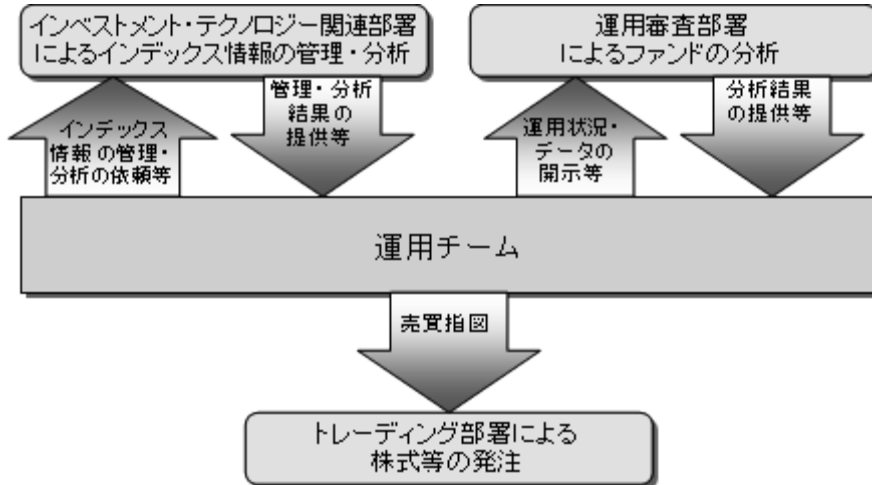 インベストメント・テクノロジー関連部署
によるインデックス情報の管理・分析
運用審査部署
によるファンドの分析
インデックス
情報の管理・
分析の依頼等
管理・分析
結果の
提供等
運用状況・
データの
開示等
分析結果
の提供等
運用チーム
売買指図
トレーディング部署による
株式等の発注